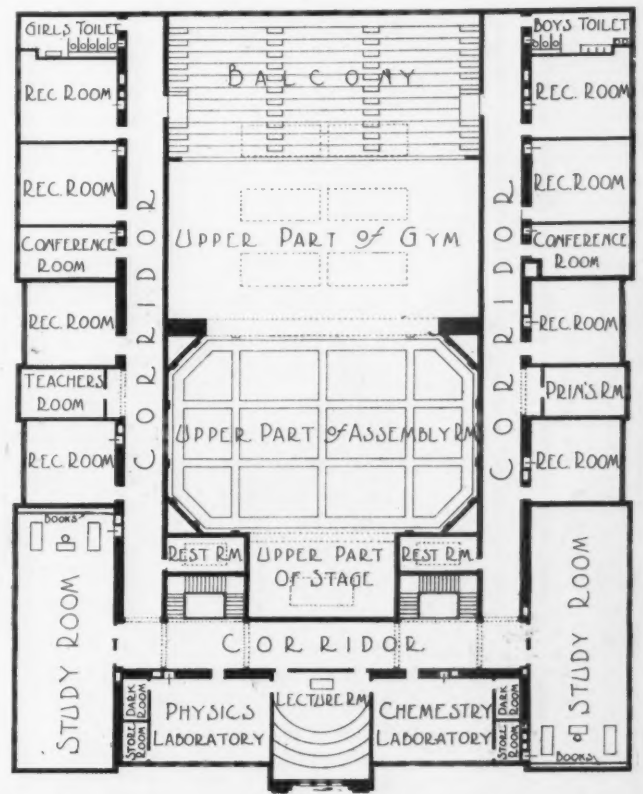 GIRLS TOILET
BOYS TOILET
BALCONY
REC. ROOM
REC. ROOM
REC. ROOM
REC. ROOM
UPPER PART OF GYM
CONFERENCE
ROOM
CONFERENCE
ROOM
CORRIDOR
CORRIDOR
REC. ROOM
REC. ROOM
TEACHERS
ROOM
PRIN'S. RM.
UPPER PART OF ASSEMBLY RM
REC. ROOM
REC. ROOM
BOOKS
REST RM.
UPPER PART
OF STAGE
REST RM.
STUDY ROOM
STUDY ROOM
CORRIDOR
LECTURE RM.
DARK
ROOM
PHYSICS
LABORATORY
STORE
ROOM
CHEMESTRY
LABORATORY
DARK
ROOM
STORE
ROOM
BOOKS